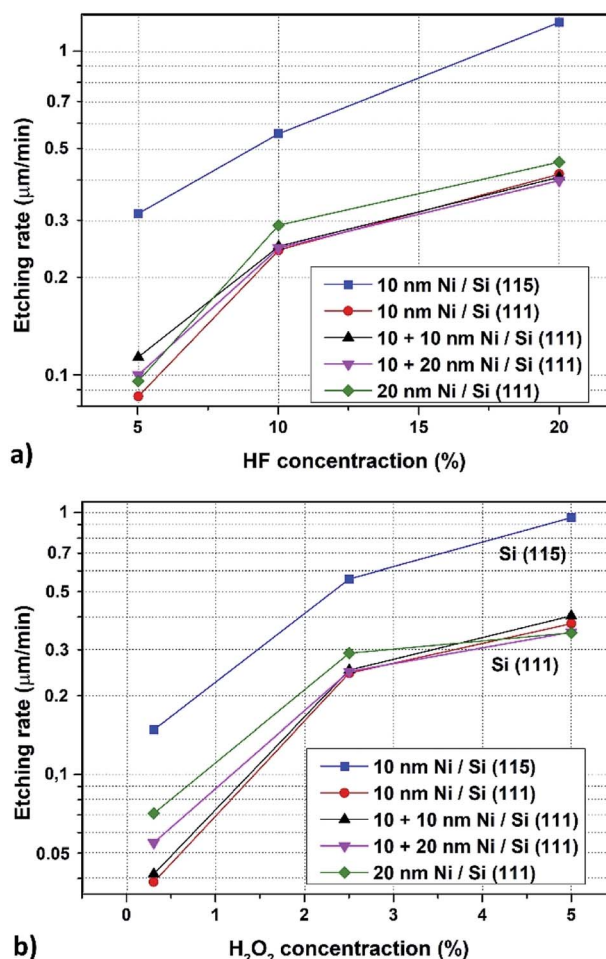 1
0.7
0.5
0.3
0.2
0.1
Etching rate (μm/min)
10 nm Ni / Si (115)
10 nm Ni / Si (111)
10 + 10 nm Ni / Si (111)
10 + 20 nm Ni / Si (111)
20 nm Ni / Si (111)
5 10 15 20
a) HF concentraction (%)
1
0.7
0.5
0.3
0.2
0.1
0.05
Etching rate (μm/min)
Si (115)
Si (111)
10 nm Ni / Si (115)
10 nm Ni / Si (111)
10 + 10 nm Ni / Si (111)
10 + 20 nm Ni / Si (111)
20 nm Ni / Si (111)
0 1 2 3 4 5
b) H₂O₂ concentraction (%)